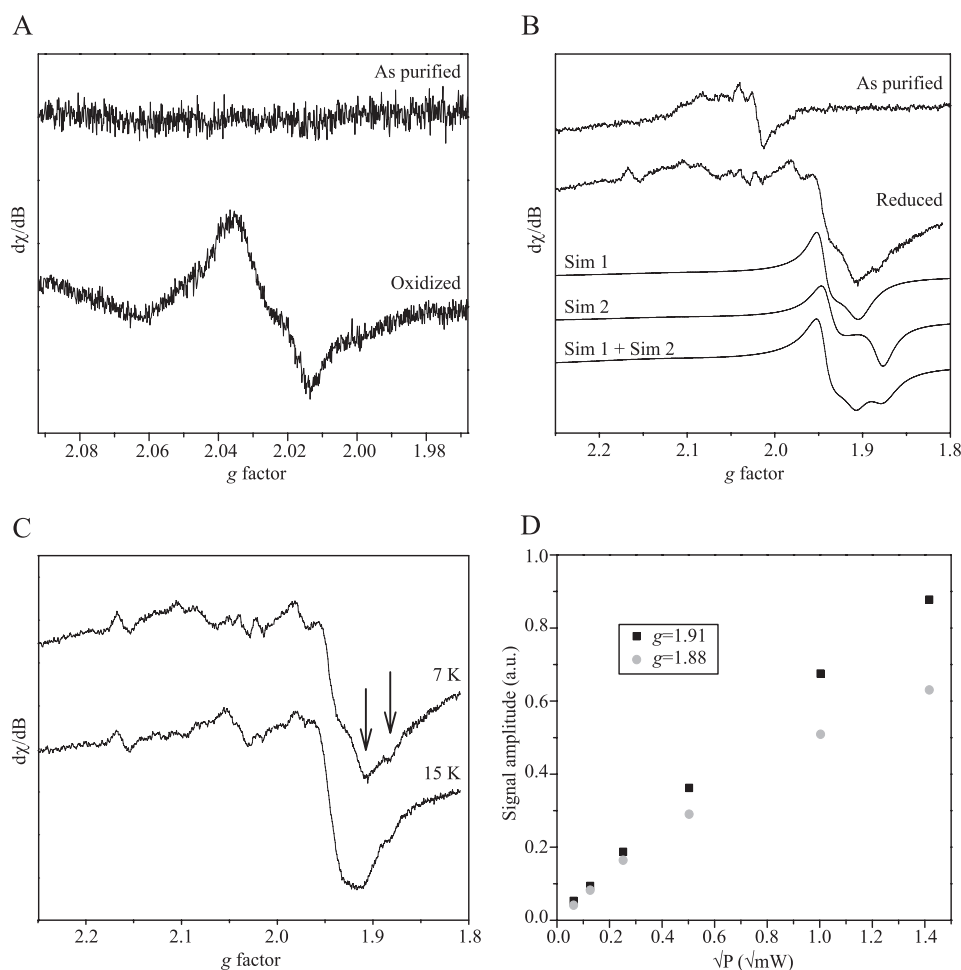 A
As purified
Oxidized
dχ/dB
2.08 2.06 2.04 2.02 2.00 1.98
g factor
B
As purified
Reduced
Sim 1
Sim 2
Sim 1 + Sim 2
dχ/dB
2.2 2.1 2.0 1.9 1.8
g factor
C
7 K
15 K
dχ/dB
2.2 2.1 2.0 1.9 1.8
g factor
D
1.0
0.8
0.6
0.4
0.2
0.0
Signal amplitude (a.u.)
g=1.91
g=1.88
0.0 0.2 0.4 0.6 0.8 1.0 1.2 1.4
√P (√mW)